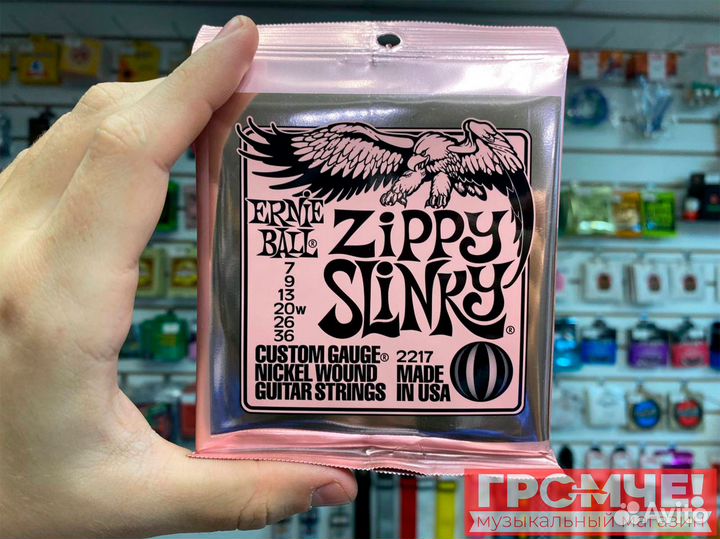 ERNiE
BALL®
ZiPPY
SLiNKY®
7
9
13
20w
26
36
CUSTOM GAUGE®
NICKEL WOUND
GUITAR STRINGS
2217
MADE
IN USA
ГРОМЧЕ!
музыкальный магазин
Avito